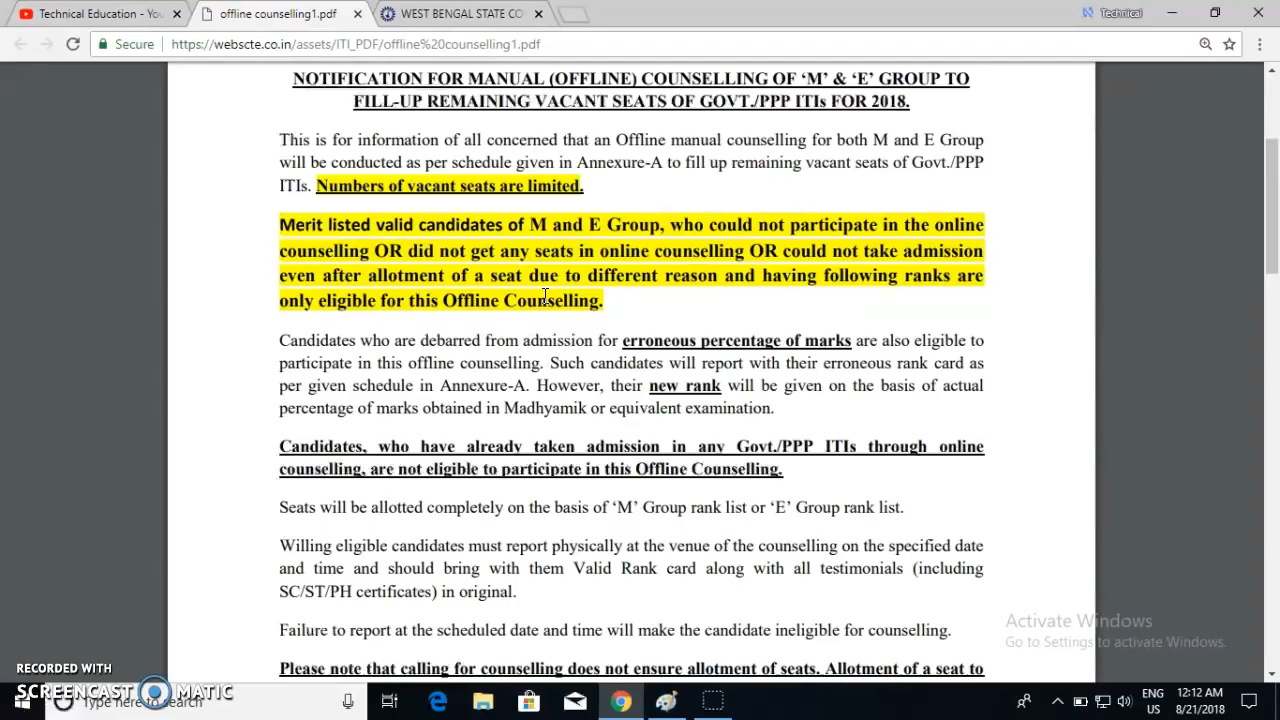 Technical Education - You
offline counselling1.pdf
WEST BENGAL STATE CO
Technical
Secure
https://webscte.co.in/assets/ITI_PDF/offline%20counselling1.pdf
NOTIFICATION FOR MANUAL (OFFLINE) COUNSELLING OF ‘M’ & ‘E’ GROUP TO
FILL-UP REMAINING VACANT SEATS OF GOVT./PPP ITIs FOR 2018.
This is for information of all concerned that an Offline manual counselling for both M and E Group
will be conducted as per schedule given in Annexure-A to fill up remaining vacant seats of Govt./PPP
ITIs. Numbers of vacant seats are limited.
Merit listed valid candidates of M and E Group, who could not participate in the online
counselling OR did not get any seats in online counselling OR could not take admission
even after allotment of a seat due to different reason and having following ranks are
only eligible for this Offline Counselling.
Candidates who are debarred from admission for erroneous percentage of marks are also eligible to
participate in this offline counselling. Such candidates will report with their erroneous rank card as
per given schedule in Annexure-A. However, their new rank will be given on the basis of actual
percentage of marks obtained in Madhyamik or equivalent examination.
Candidates, who have already taken admission in any Govt./PPP ITIs through online
counselling, are not eligible to participate in this Offline Counselling.
Seats will be allotted completely on the basis of ‘M’ Group rank list or ‘E’ Group rank list.
Willing eligible candidates must report physically at the venue of the counselling on the specified date
and time and should bring with them Valid Rank card along with all testimonials (including
SC/ST/PH certificates) in original.
Failure to report at the scheduled date and time will make the candidate ineligible for counselling.
Please note that calling for counselling does not ensure allotment of seats. Allotment of a seat to
Activate Windows
Go to Settings to activate Windows.
RECORDED WITH
SCREENCAST MATIC
Type here to search
ENG
US
12:12 AM
8/21/2018